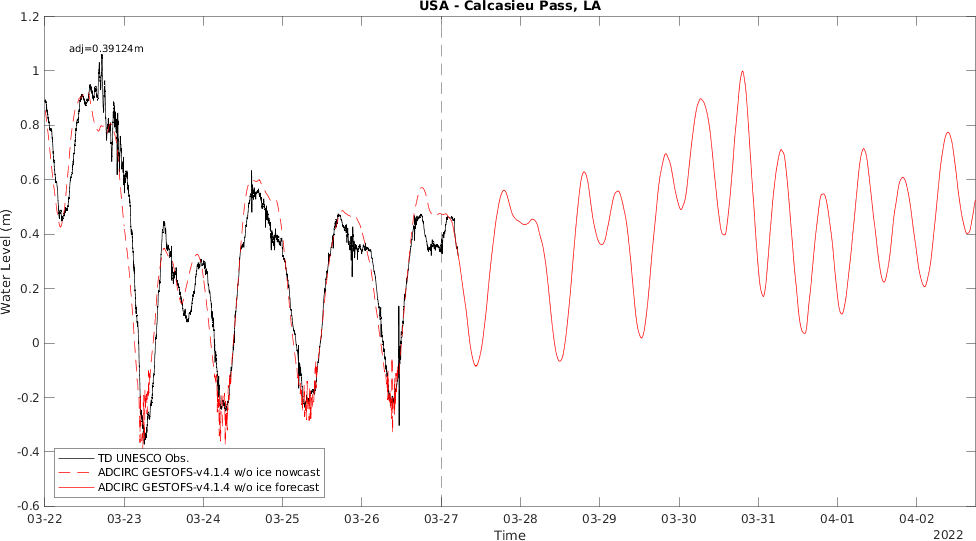 USA - Calcasieu Pass, LA
adj=0.39124m
1.2
1
0.8
0.6
0.4
0.2
0
-0.2
-0.4
-0.6
Water Level (m)
TD UNESCO Obs.
ADCIRC GESTOFS-v4.1.4 w/o ice nowcast
ADCIRC GESTOFS-v4.1.4 w/o ice forecast
03-22 03-23 03-24 03-25 03-26 03-27 03-28 03-29 03-30 03-31 04-01 04-02
Time
2022